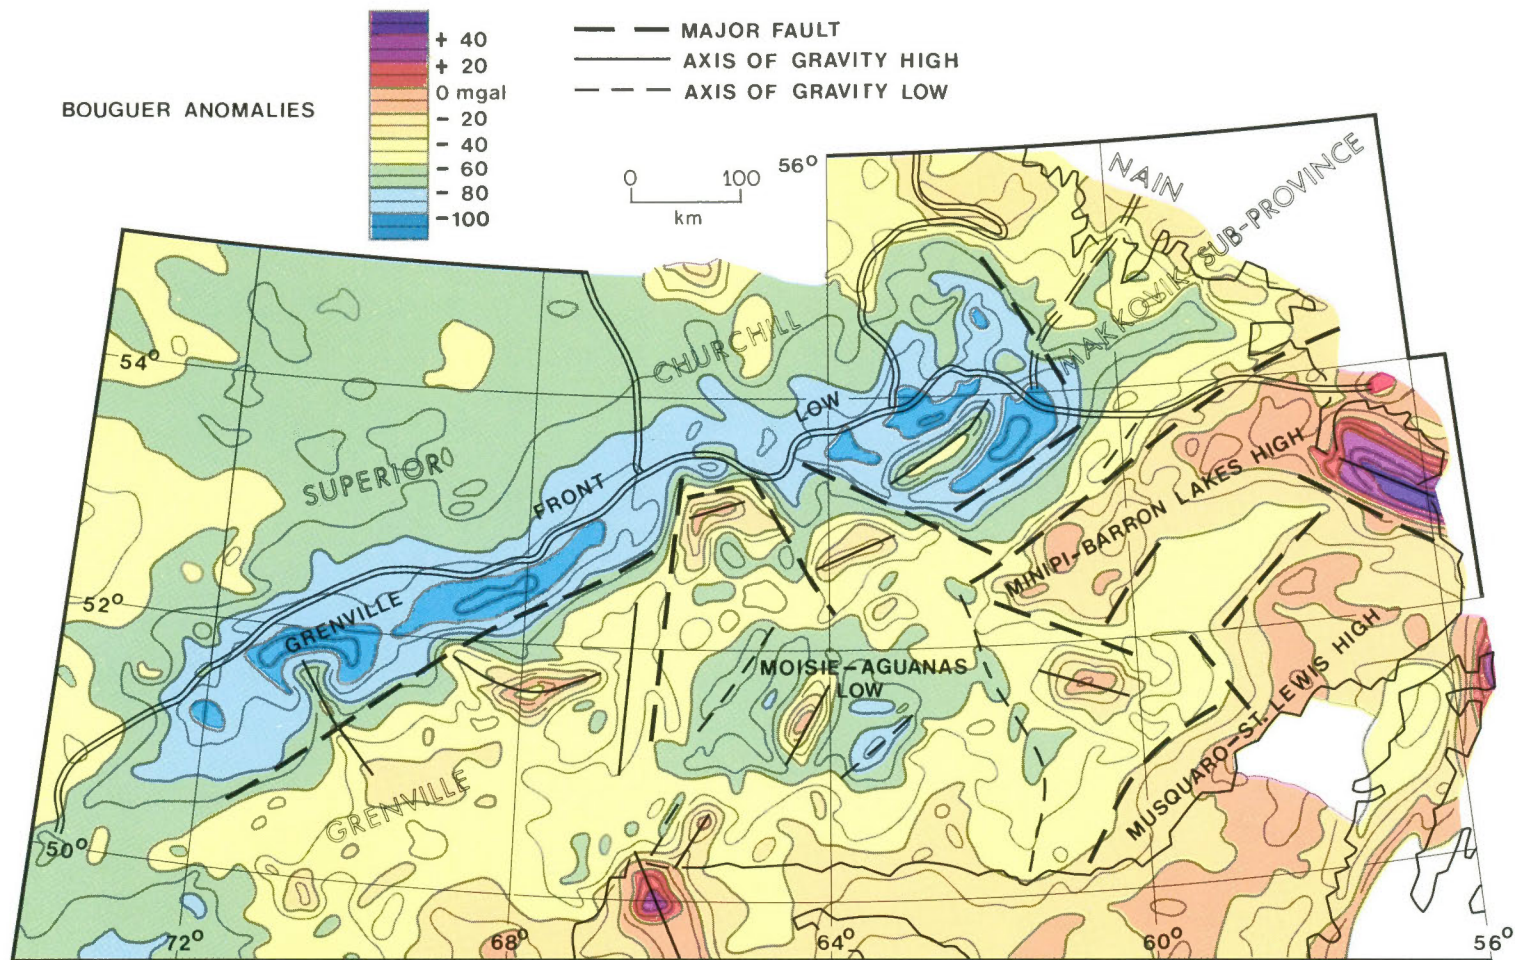 BOUGUER ANOMALIES
+ 40
+ 20
0 mgal
- 20
- 40
- 60
- 80
-100
MAJOR FAULT
AXIS OF GRAVITY HIGH
AXIS OF GRAVITY LOW
0 100
km
56°
NAIN
MAKKOVIK SUB-PROVINCE
54°
CHURCHILL
SUPERIOR
GRENVILLE FRONT LOW
MINIPI-BARRON LAKES HIGH
52°
MOISIE-AGUANAS
LOW
MUSQUARO-ST. LEWIS HIGH
GRENVILLE
50°
72° 68° 64° 60° 56°